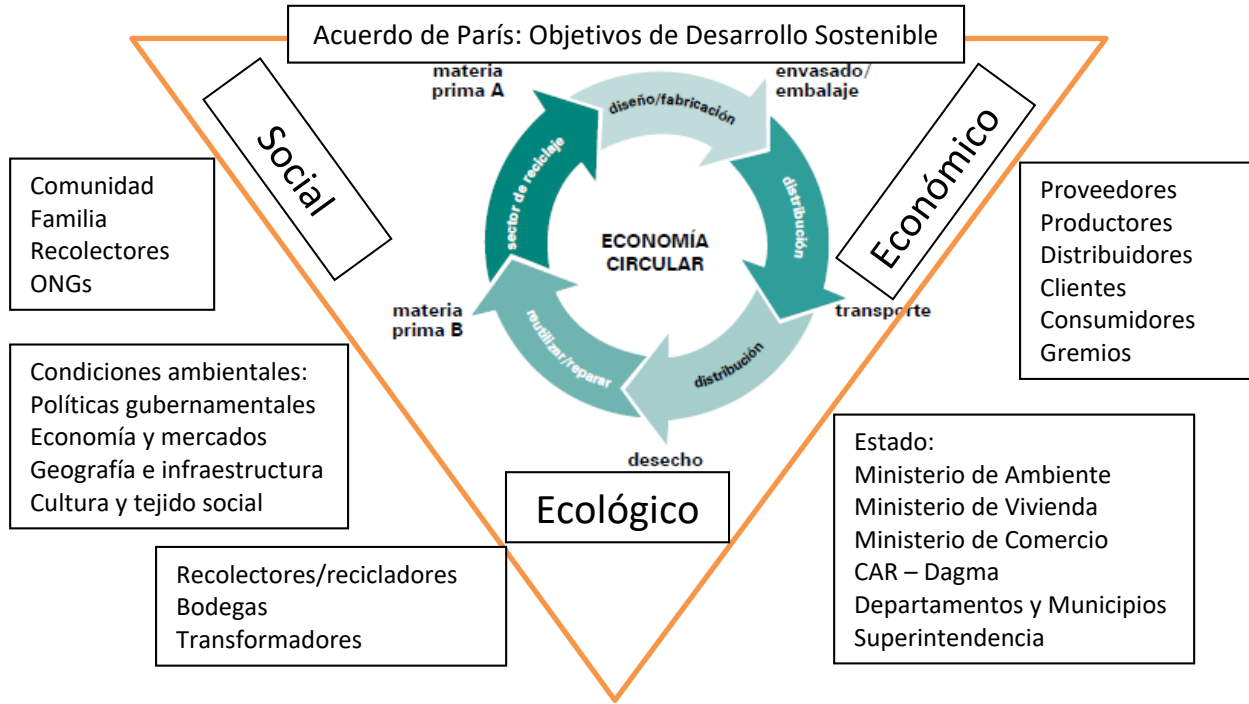 Acuerdo de París: Objetivos de Desarrollo Sostenible
materia
prima A
envasado/
embalaje
diseño/fabricación
Social
Económico
sector de reciclaje
distribución
ECONOMÍA
CIRCULAR
Comunidad
Familia
Recolectores
ONGs
Proveedores
Productores
Distribuidores
Clientes
Consumidores
Gremios
materia
prima B
transporte
reutilizar/reparar
distribución
desecho
Condiciones ambientales:
Políticas gubernamentales
Economía y mercados
Geografía e infraestructura
Cultura y tejido social
Ecológico
Estado:
Ministerio de Ambiente
Ministerio de Vivienda
Ministerio de Comercio
CAR – Dagma
Departamentos y Municipios
Superintendencia
Recolectores/recicladores
Bodegas
Transformadores